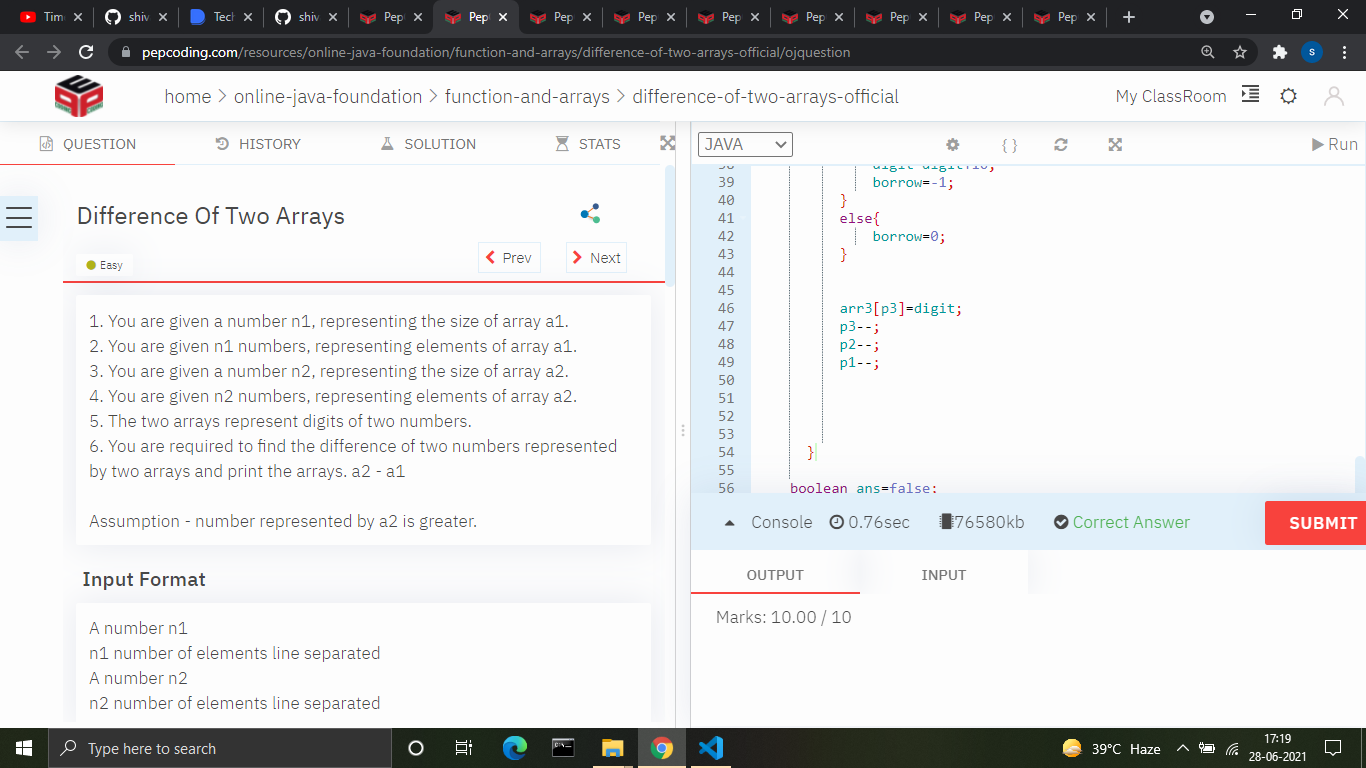 Time
shiv
Tech
shiv
Pep
Pep
Pep
Pep
Pep
Pep
Pep
Pep
Pep
pepcoding.com/resources/online-java-foundation/function-and-arrays/difference-of-two-arrays-official/ojquestion
S
home > online-java-foundation > function-and-arrays > difference-of-two-arrays-official
My ClassRoom
QUESTION HISTORY SOLUTION STATS
JAVA
{ }
Run
Difference Of Two Arrays
Easy
Prev Next
1. You are given a number n1, representing the size of array a1.
2. You are given n1 numbers, representing elements of array a1.
3. You are given a number n2, representing the size of array a2.
4. You are given n2 numbers, representing elements of array a2.
5. The two arrays represent digits of two numbers.
6. You are required to find the difference of two numbers represented
by two arrays and print the arrays. a2 - a1
Assumption - number represented by a2 is greater.
Input Format
A number n1
n1 number of elements line separated
A number n2
n2 number of elements line separated
39 borrow=-1;
40 }
41 else{
42 borrow=0;
43 }
44
45
46 arr3[p3]=digit;
47 p3--;
48 p2--;
49 p1--;
50
51
52
53
54 }
55
56 boolean ans=false;
Console 0.76sec 76580kb Correct Answer
SUBMIT
OUTPUT INPUT
Marks: 10.00 / 10
Type here to search
39°C Haze
17:19
28-06-2021